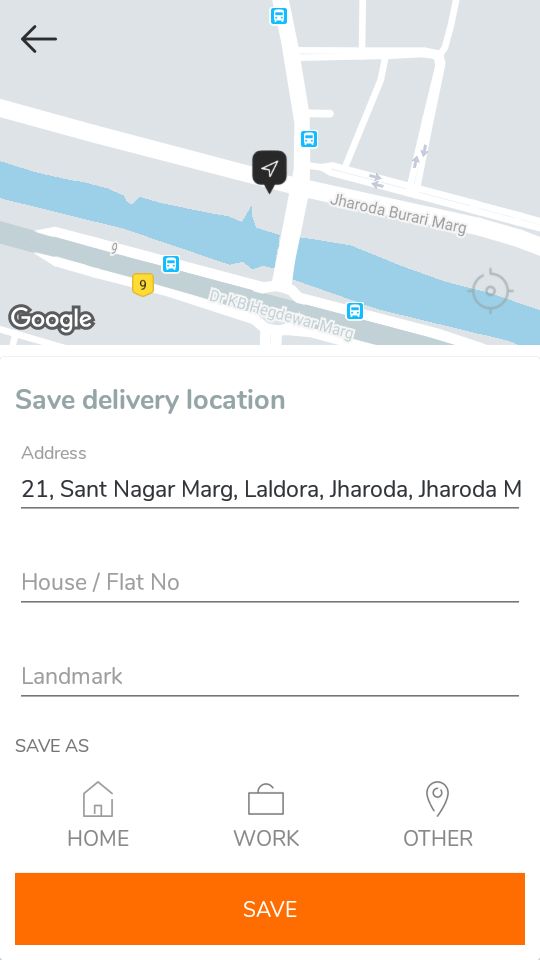 Jharoda Burari Marg
9
9
Dr KB Hegdewar Marg
Google
Save delivery location
Address
21, Sant Nagar Marg, Laldora, Jharoda, Jharoda M
House / Flat No
Landmark
SAVE AS
HOME WORK OTHER
SAVE